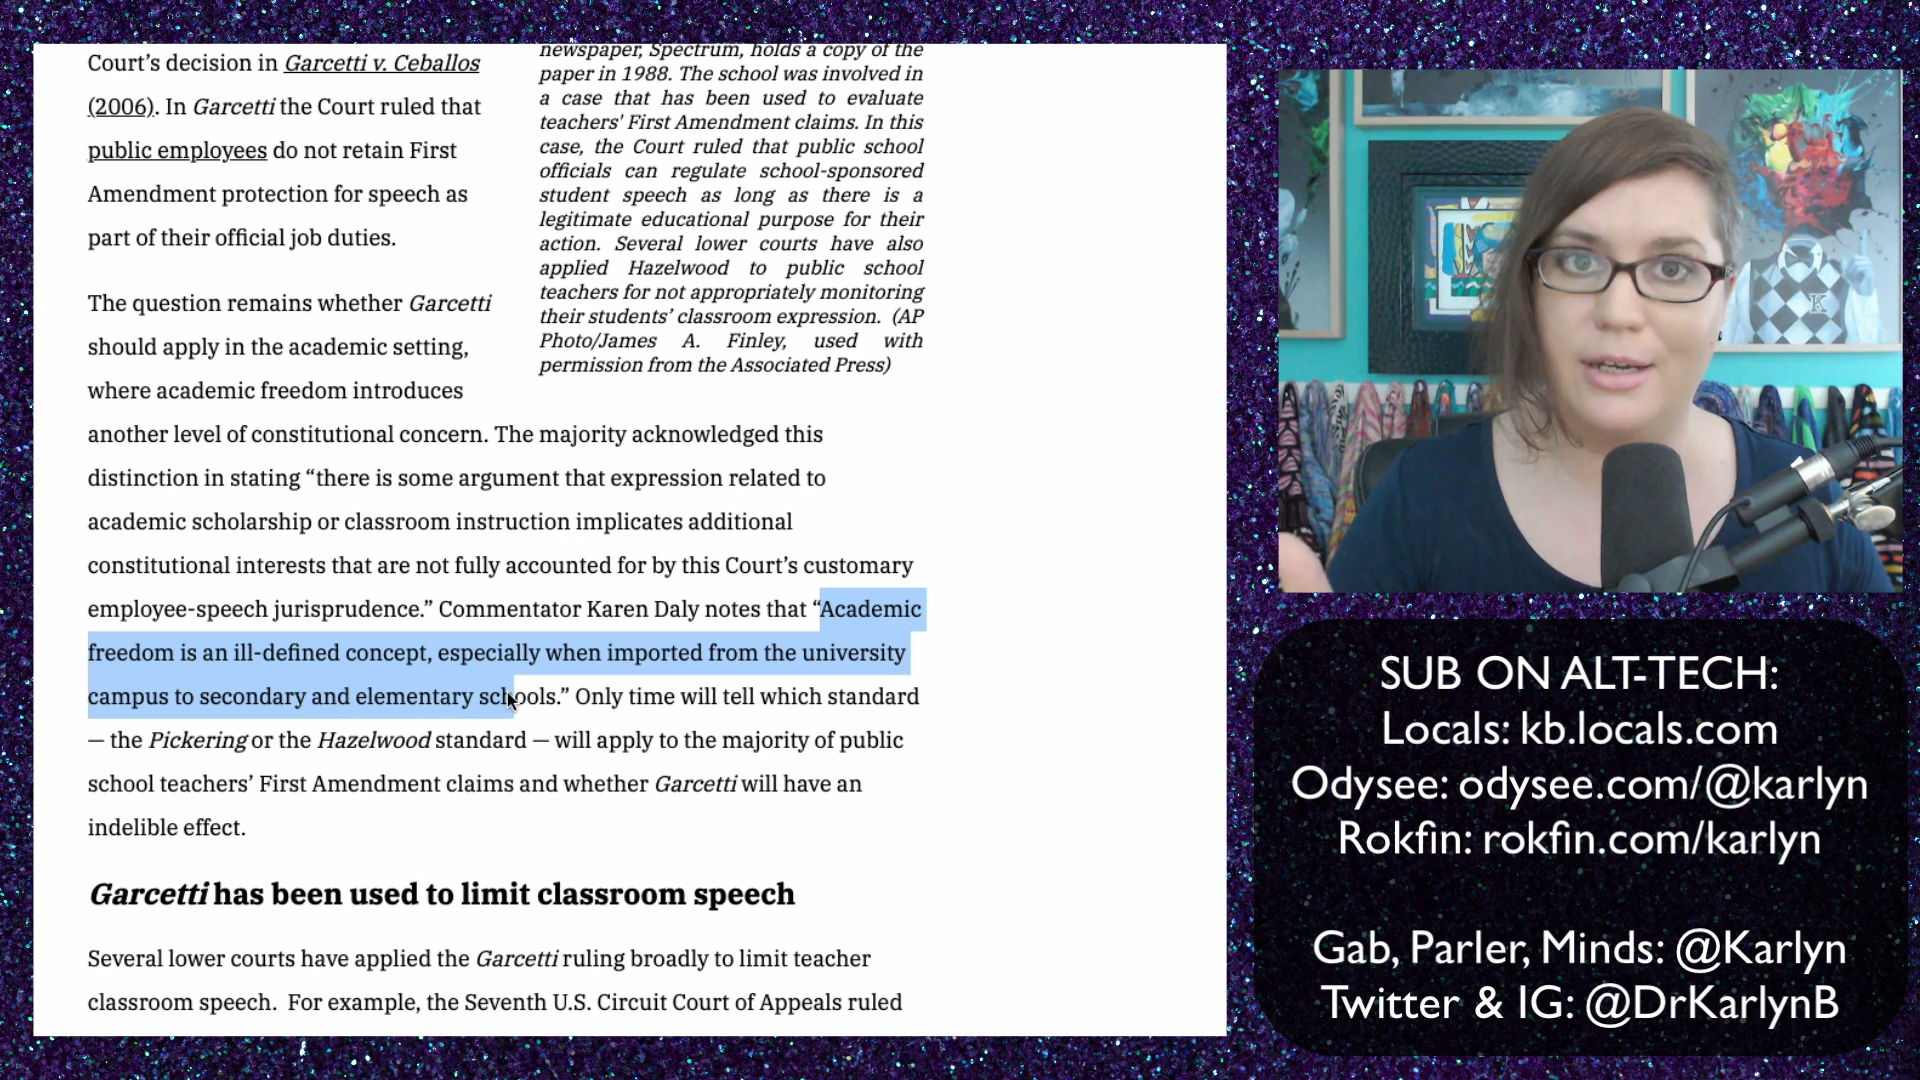 Court’s decision in Garcetti v. Ceballos
(2006). In Garcetti the Court ruled that
public employees do not retain First
Amendment protection for speech as
part of their official job duties.
The question remains whether Garcetti
should apply in the academic setting,
where academic freedom introduces
another level of constitutional concern. The majority acknowledged this
distinction in stating “there is some argument that expression related to
academic scholarship or classroom instruction implicates additional
constitutional interests that are not fully accounted for by this Court’s customary
employee-speech jurisprudence.” Commentator Karen Daly notes that “Academic
freedom is an ill-defined concept, especially when imported from the university
campus to secondary and elementary schools.” Only time will tell which standard
— the Pickering or the Hazelwood standard — will apply to the majority of public
school teachers’ First Amendment claims and whether Garcetti will have an
indelible effect.
newspaper, Spectrum, holds a copy of the
paper in 1988. The school was involved in
a case that has been used to evaluate
teachers' First Amendment claims. In this
case, the Court ruled that public school
officials can regulate school-sponsored
student speech as long as there is a
legitimate educational purpose for their
action. Several lower courts have also
applied Hazelwood to public school
teachers for not appropriately monitoring
their students’ classroom expression. (AP
Photo/James A. Finley, used with
permission from the Associated Press)
Garcetti has been used to limit classroom speech
Several lower courts have applied the Garcetti ruling broadly to limit teacher
classroom speech. For example, the Seventh U.S. Circuit Court of Appeals ruled
K
SUB ON ALT-TECH:
Locals: kb.locals.com
Odysee: odysee.com/@karlyn
Rokfin: rokfin.com/karlyn
Gab, Parler, Minds: @Karlyn
Twitter & IG: @DrKarlynB